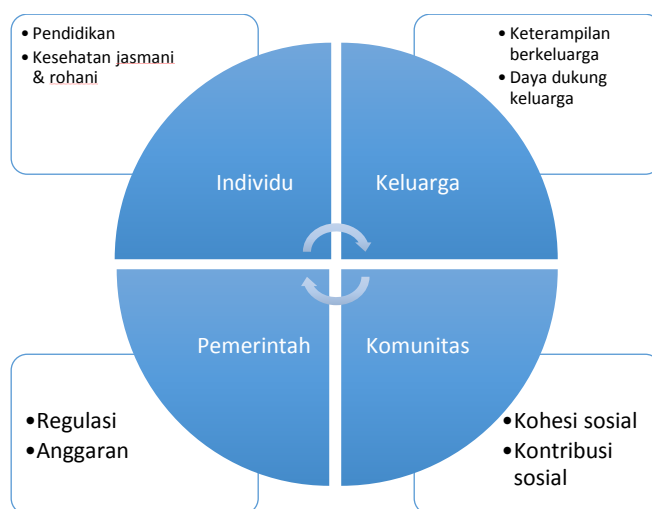 • Pendidikan
• Kesehatan jasmani
& rohani
• Keterampilan
berkeluarga
• Daya dukung
keluarga
Individu
Keluarga
Pemerintah
Komunitas
•Regulasi
•Anggaran
•Kohesi sosial
•Kontribusi
sosial